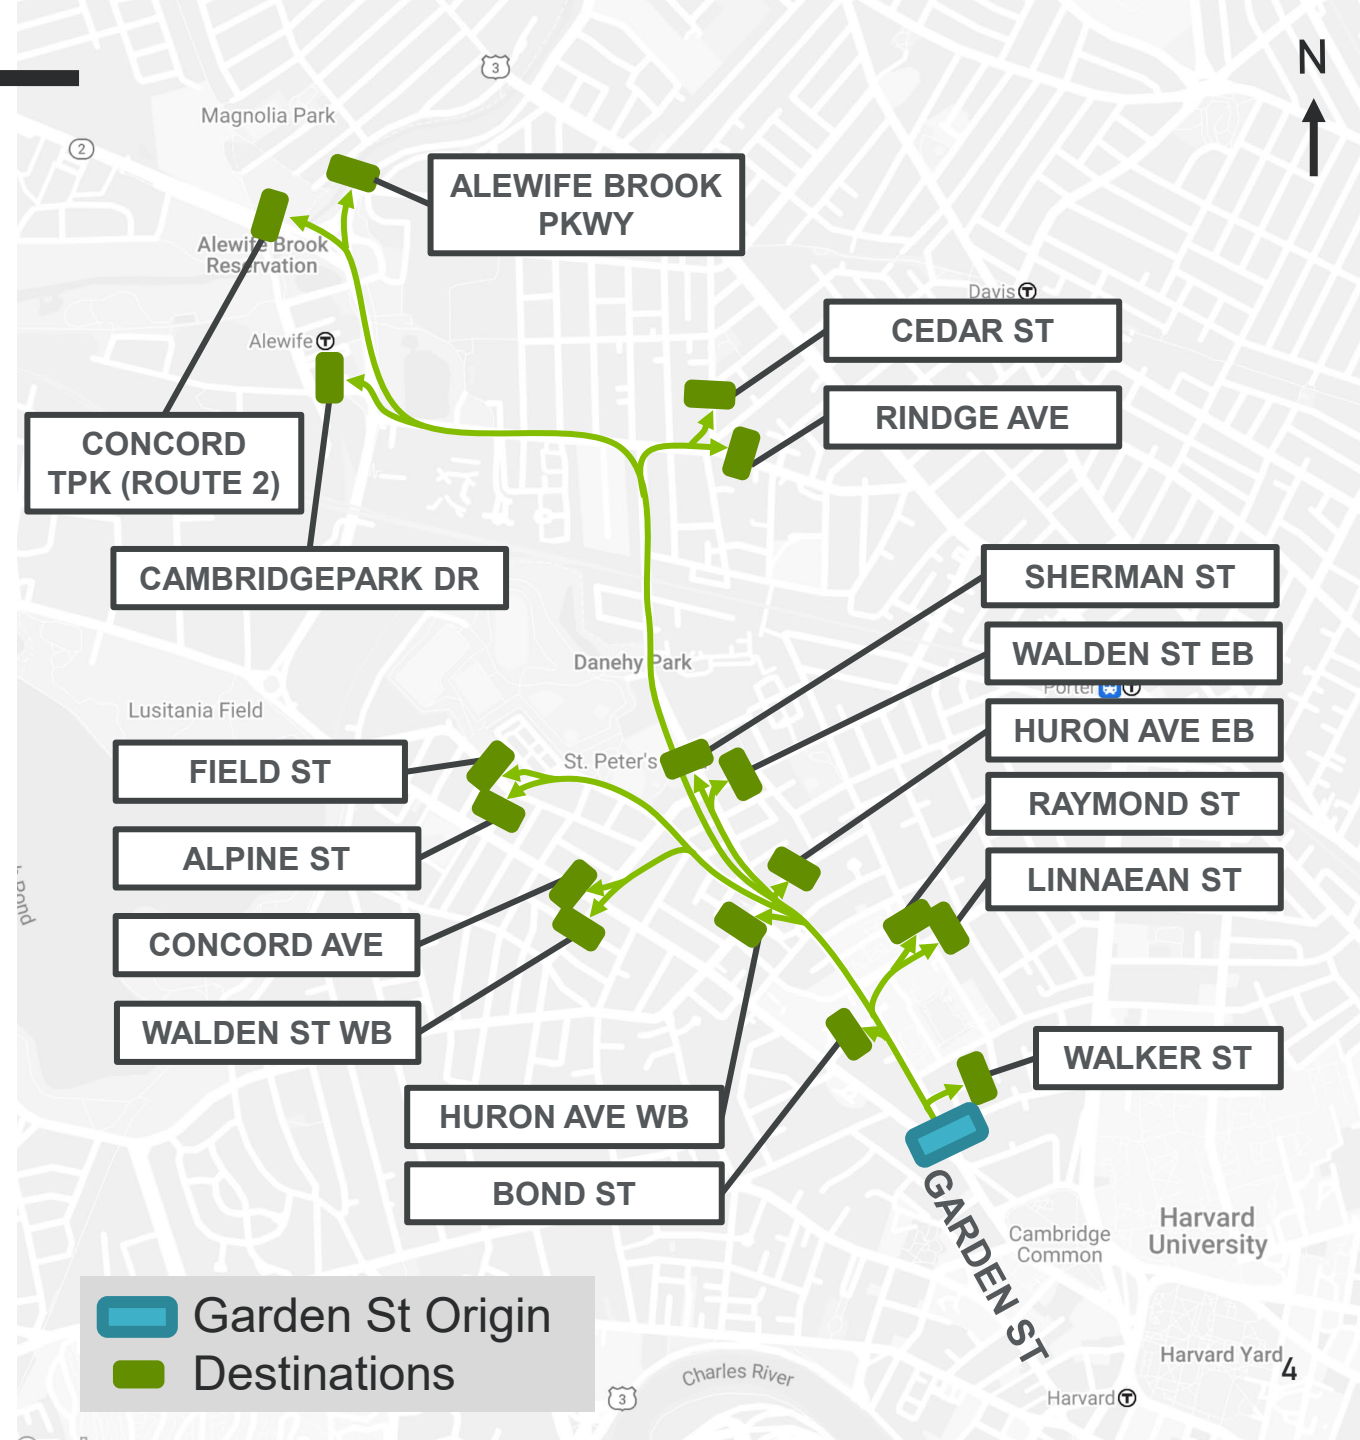 3
N
Magnolia Park
2
ALEWIFE BROOK
PKWY
Alewife Brook
Reservation
Davis T
CEDAR ST
Alewife T
RINDGE AVE
CONCORD
TPK (ROUTE 2)
CAMBRIDGEPARK DR
SHERMAN ST
WALDEN ST EB
Danehy Park
Porter T
Lusitania Field
HURON AVE EB
St. Peter's
FIELD ST
RAYMOND ST
ALPINE ST
LINNAEAN ST
CONCORD AVE
WALDEN ST WB
WALKER ST
HURON AVE WB
BOND ST
GARDEN ST
Cambridge
Common
Harvard
University
Garden St Origin
Destinations
Harvard Yard
4
Charles River
3
Harvard T